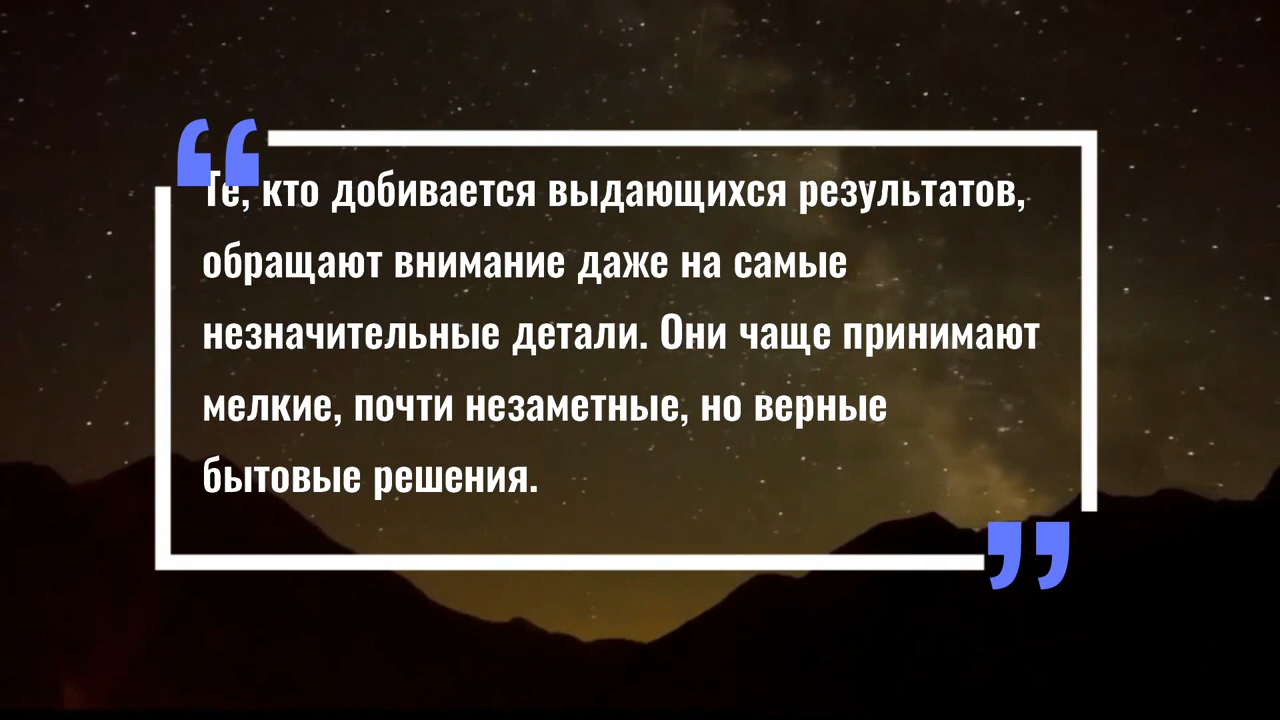 Те, кто добивается выдающихся результатов,
обращают внимание даже на самые
незначительные детали. Они чаще принимают
мелкие, почти незаметные, но верные
бытовые решения.